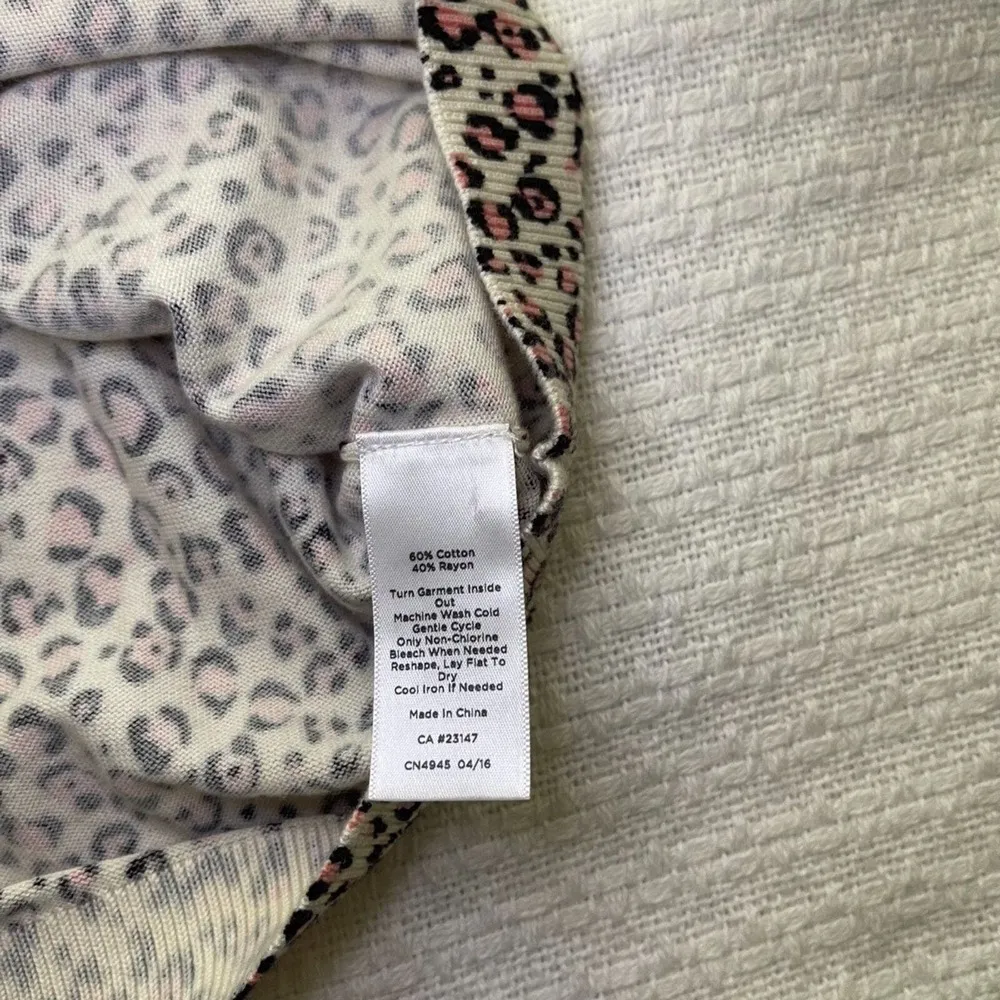 60% Cotton
40% Rayon
Turn Garment Inside
Out
Machine Wash Cold
Gentle Cycle
Only Non-Chlorine
Bleach When Needed
Reshape, Lay Flat To
Dry
Cool Iron If Needed
Made In China
CA #23147
CN4945 04/16